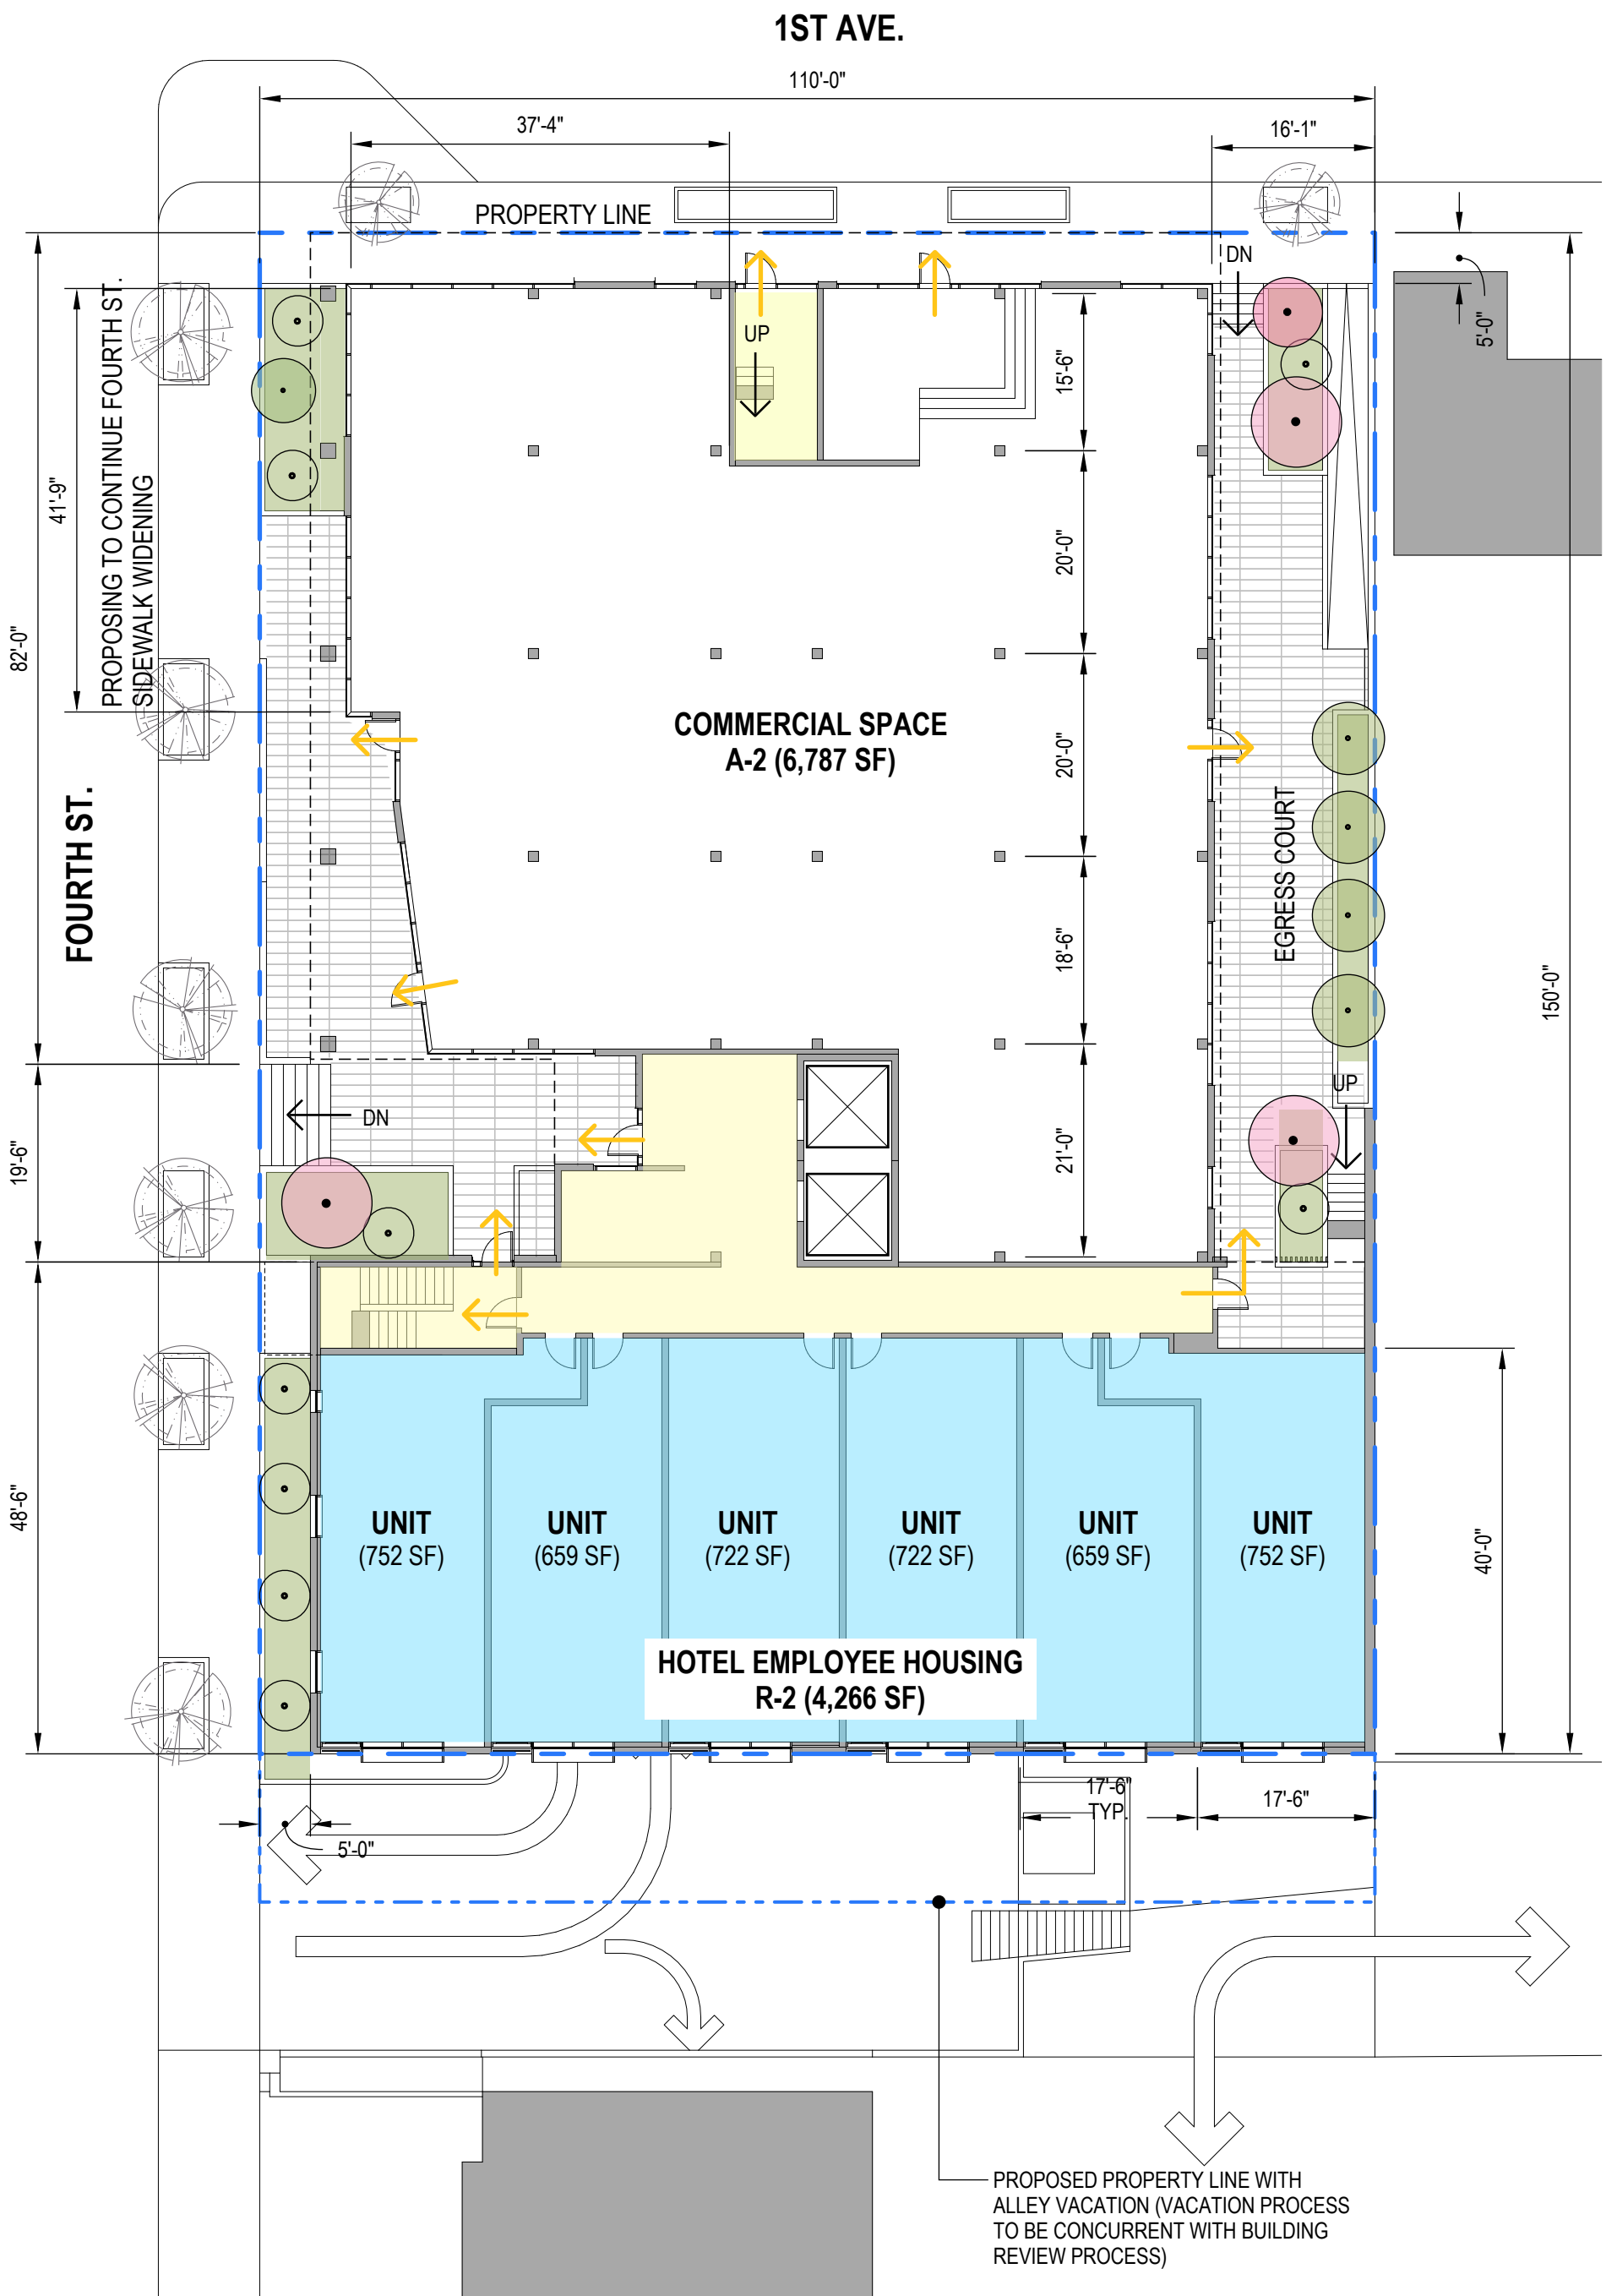 1ST AVE.
110'-0"
37'-4"
16'-1"
PROPERTY LINE
DN
5'-0"
UP
15'-6"
PROPOSING TO CONTINUE FOURTH ST.
SIDEWALK WIDENING
41'-9"
82'-0"
20'-0"
COMMERCIAL SPACE
A-2 (6,787 SF)
20'-0"
FOURTH ST.
EGRESS COURT
18'-6"
150'-0"
UP
DN
19'-6"
21'-0"
48'-6"
40'-0"
UNIT
(752 SF)
UNIT
(659 SF)
UNIT
(722 SF)
UNIT
(722 SF)
UNIT
(659 SF)
UNIT
(752 SF)
HOTEL EMPLOYEE HOUSING
R-2 (4,266 SF)
17'-6"
TYP.
17'-6"
5'-0"
PROPOSED PROPERTY LINE WITH
ALLEY VACATION (VACATION PROCESS
TO BE CONCURRENT WITH BUILDING
REVIEW PROCESS)